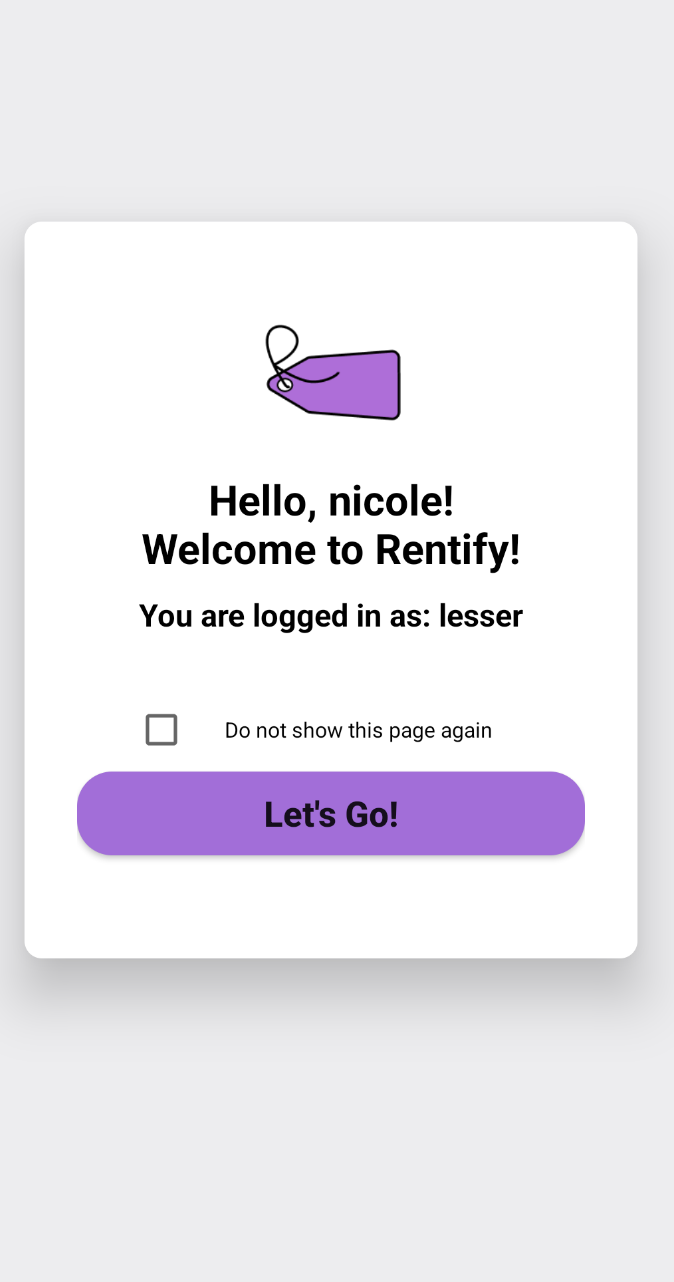 Hello, nicole!
Welcome to Rentify!
You are logged in as: lesser
Do not show this page again
Let's Go!